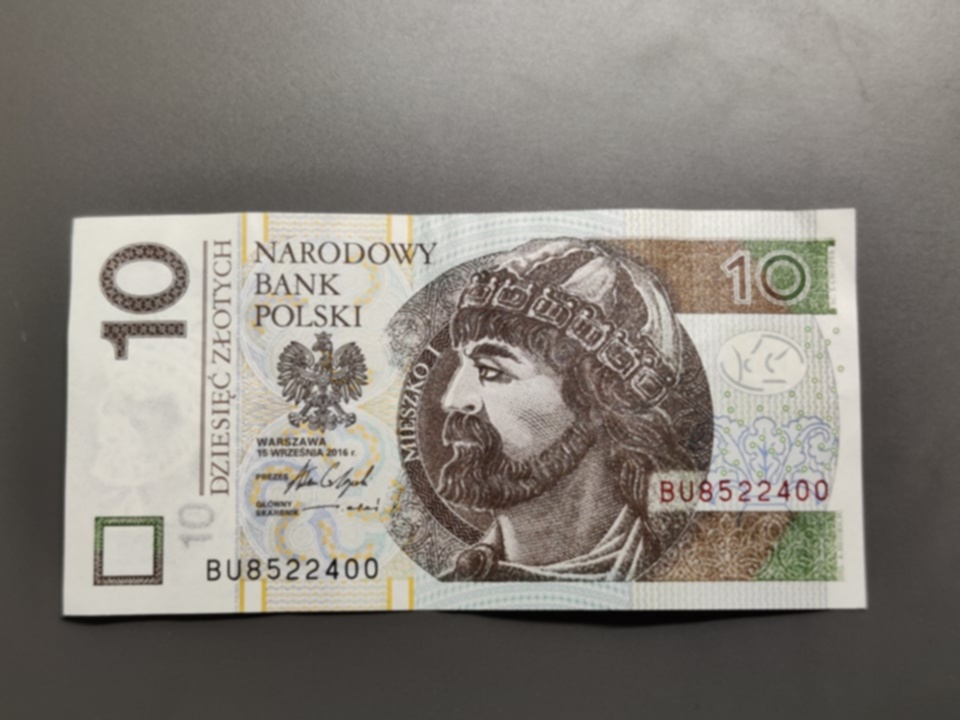 10
DZIESIĘĆ ZŁOTYCH
NARODOWY
BANK
POLSKI
WARSZAWA
15 WRZEŚNIA 2016 r.
PREZES
GŁÓWNY
SKARBNIK
MIESZKO I
10
BU8522400
10
BU8522400